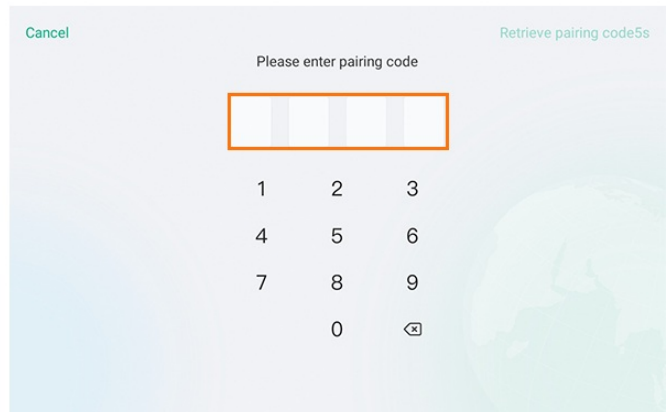 Cancel
Retrieve pairing code5s
Please enter pairing code
1 2 3
4 5 6
7 8 9
0